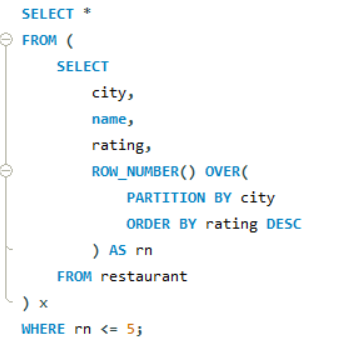 SELECT *
FROM (
SELECT
city,
name,
rating,
ROW_NUMBER() OVER(
PARTITION BY city
ORDER BY rating DESC
) AS rn
FROM restaurant
) x
WHERE rn <= 5;